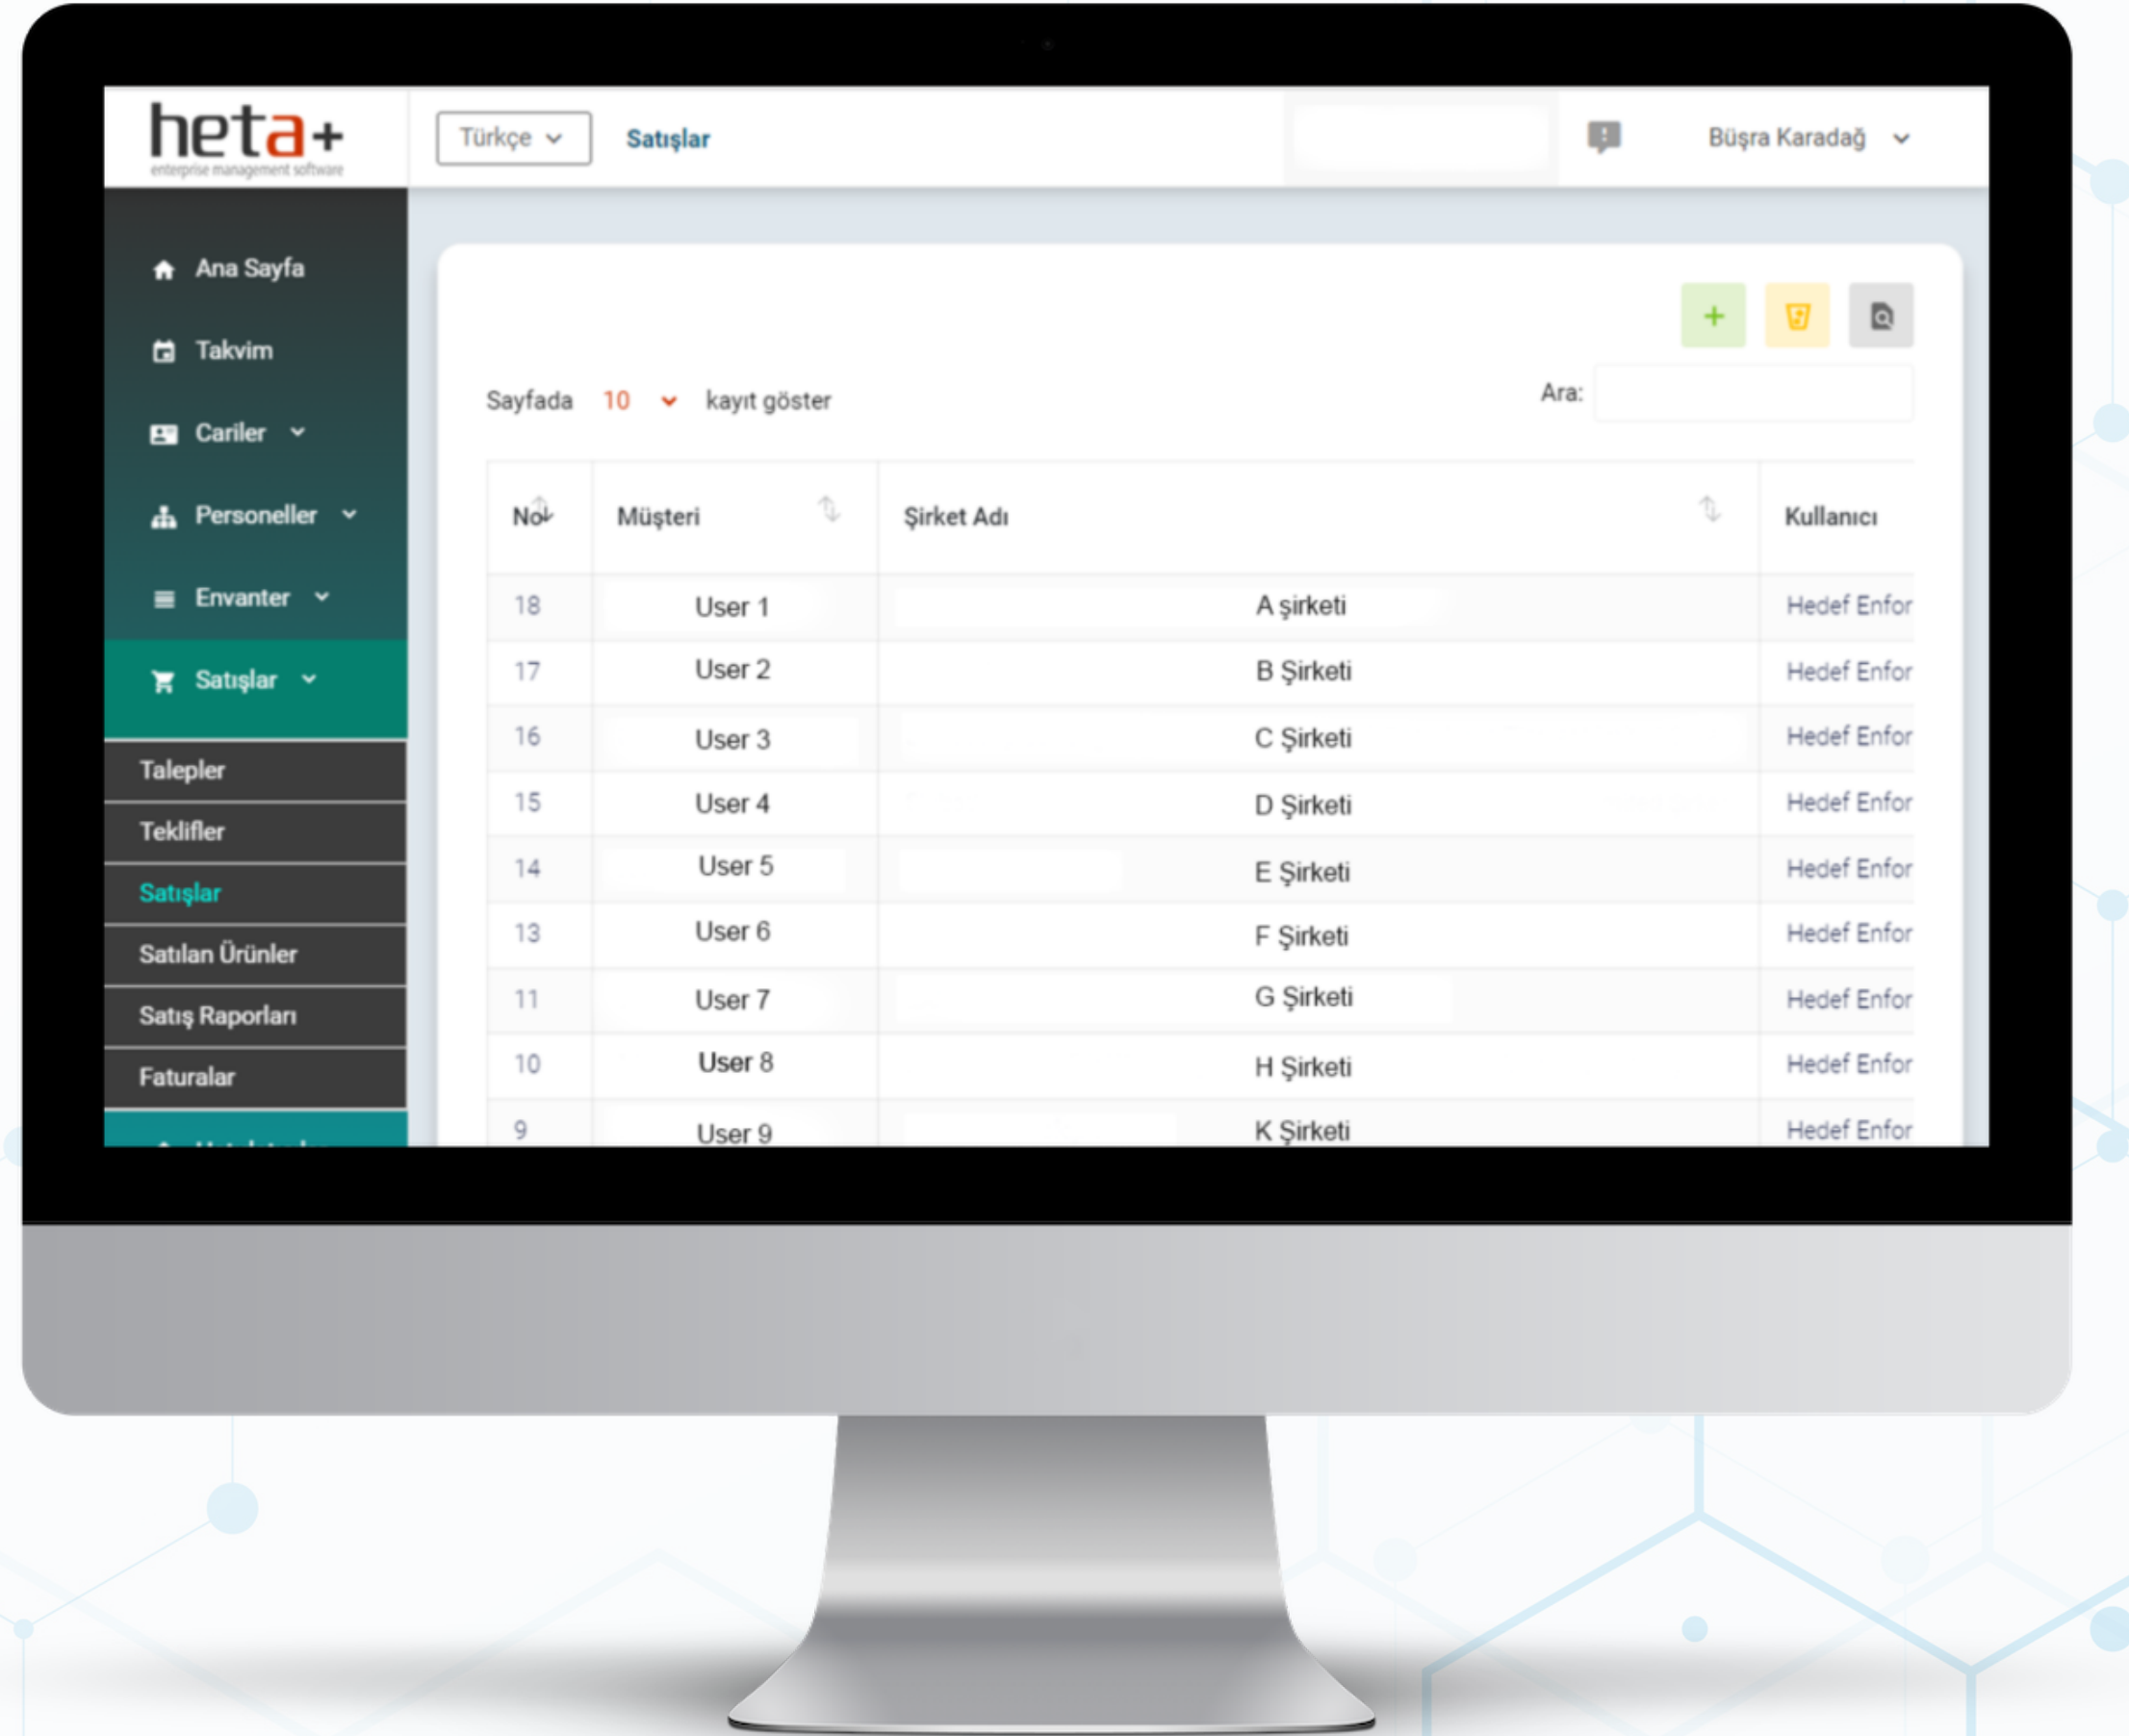 heta+
enterprise management software
Türkçe
Satışlar
Büşra Karadağ
Ana Sayfa
Takvim
Cariler
Personeller
Envanter
Satışlar
Talepler
Teklifler
Satışlar
Satılan Ürünler
Satış Raporları
Faturalar
Sayfada 10 kayıt göster
Ara:
No Müşteri Şirket Adı Kullanıcı
18 User 1 A şirketi Hedef Enfor
17 User 2 B Şirketi Hedef Enfor
16 User 3 C Şirketi Hedef Enfor
15 User 4 D Şirketi Hedef Enfor
14 User 5 E Şirketi Hedef Enfor
13 User 6 F Şirketi Hedef Enfor
11 User 7 G Şirketi Hedef Enfor
10 User 8 H Şirketi Hedef Enfor
9 User 9 K Şirketi Hedef Enfor